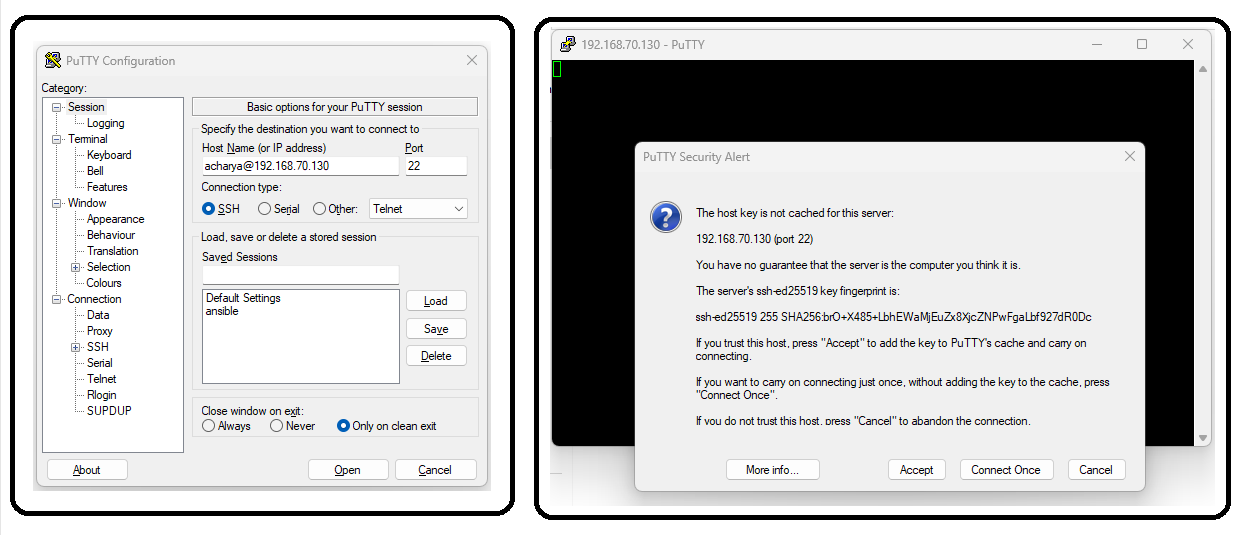 PuTTY Configuration
Category:
Session
Logging
Terminal
Keyboard
Bell
Features
Window
Appearance
Behaviour
Translation
Selection
Colours
Connection
Data
Proxy
SSH
Serial
Telnet
Rlogin
SUPDUP
Basic options for your PuTTY session
Specify the destination you want to connect to
Host Name (or IP address) Port
acharya@192.168.70.130 22
Connection type:
SSH Serial Other: Telnet
Load, save or delete a stored session
Saved Sessions
Default Settings
ansible
Load
Save
Delete
Close window on exit:
Always Never Only on clean exit
About Open Cancel
192.168.70.130 - PuTTY
PuTTY Security Alert
The host key is not cached for this server:
192.168.70.130 (port 22)
You have no guarantee that the server is the computer you think it is.
The server's ssh-ed25519 key fingerprint is:
ssh-ed25519 255 SHA256:brO+X485+LbhEWaMjEuZx8XjcZNPwFgaLbf927dR0Dc
If you trust this host, press "Accept" to add the key to PuTTY's cache and carry on
connecting.
If you want to carry on connecting just once, without adding the key to the cache, press
"Connect Once".
If you do not trust this host, press "Cancel" to abandon the connection.
More info... Accept Connect Once Cancel